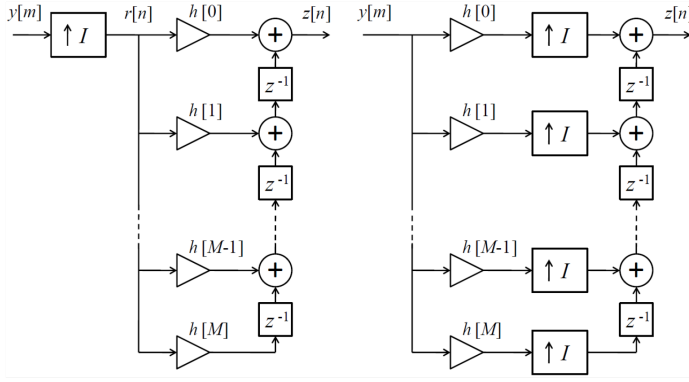 y[m] r[n] h[0] z[n] y[m] h[0] z[n]
↑ I + ↑ I +
z⁻¹ z⁻¹
h[1] h[1]
+ ↑ I +
z⁻¹ z⁻¹
h[M-1] h[M-1]
+ ↑ I +
z⁻¹ z⁻¹
h[M] h[M]
↑ I